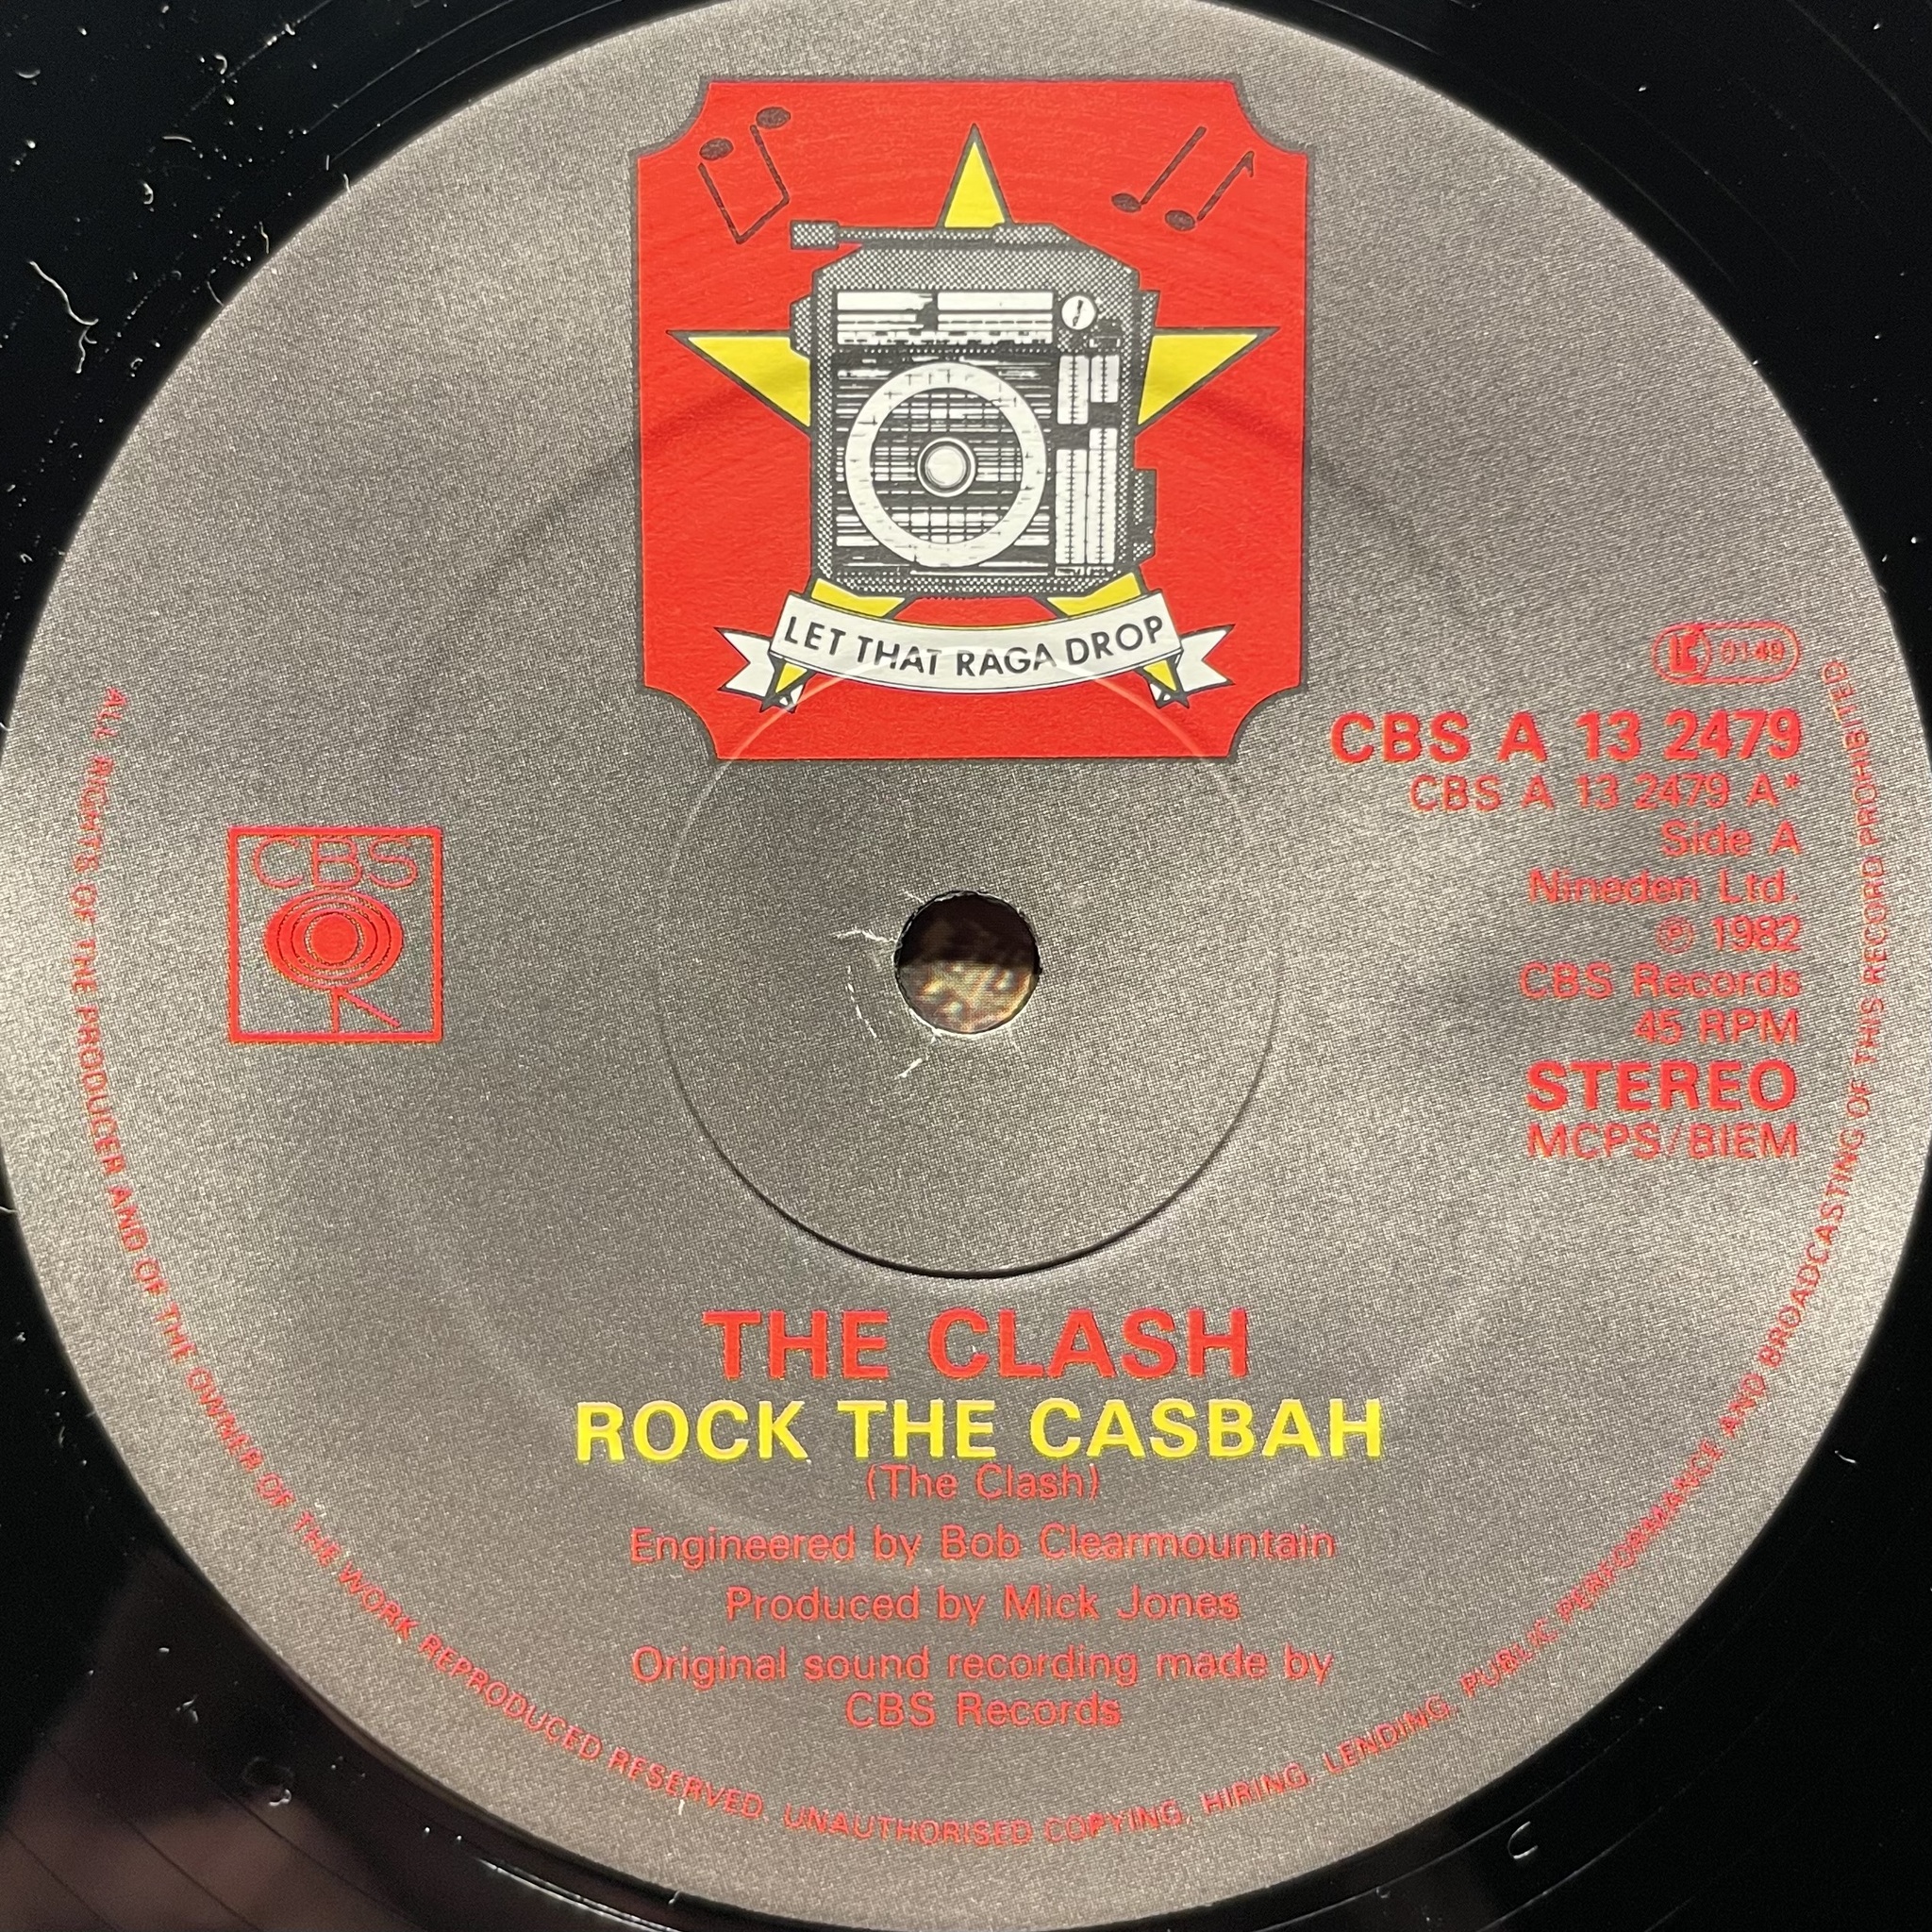 LET THAT RAGA DROP
LC 0149
CBS A 13 2479
CBS A 13 2479 A*
Side A
Nineden Ltd.
℗ 1982
CBS Records
45 RPM
STEREO
MCPS/BIEM
CBS
THE CLASH
ROCK THE CASBAH
(The Clash)
Engineered by Bob Clearmountain
Produced by Mick Jones
Original sound recording made by
CBS Records
ALL RIGHTS OF THE PRODUCER AND OF THE OWNER OF THE WORK REPRODUCED RESERVED. UNAUTHORISED COPYING, HIRING, LENDING, PUBLIC PERFORMANCE AND BROADCASTING OF THIS RECORD PROHIBITED